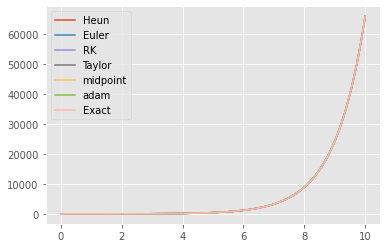 Heun
Euler
RK
Taylor
midpoint
adam
Exact
60000
50000
40000
30000
20000
10000
0
0 2 4 6 8 10